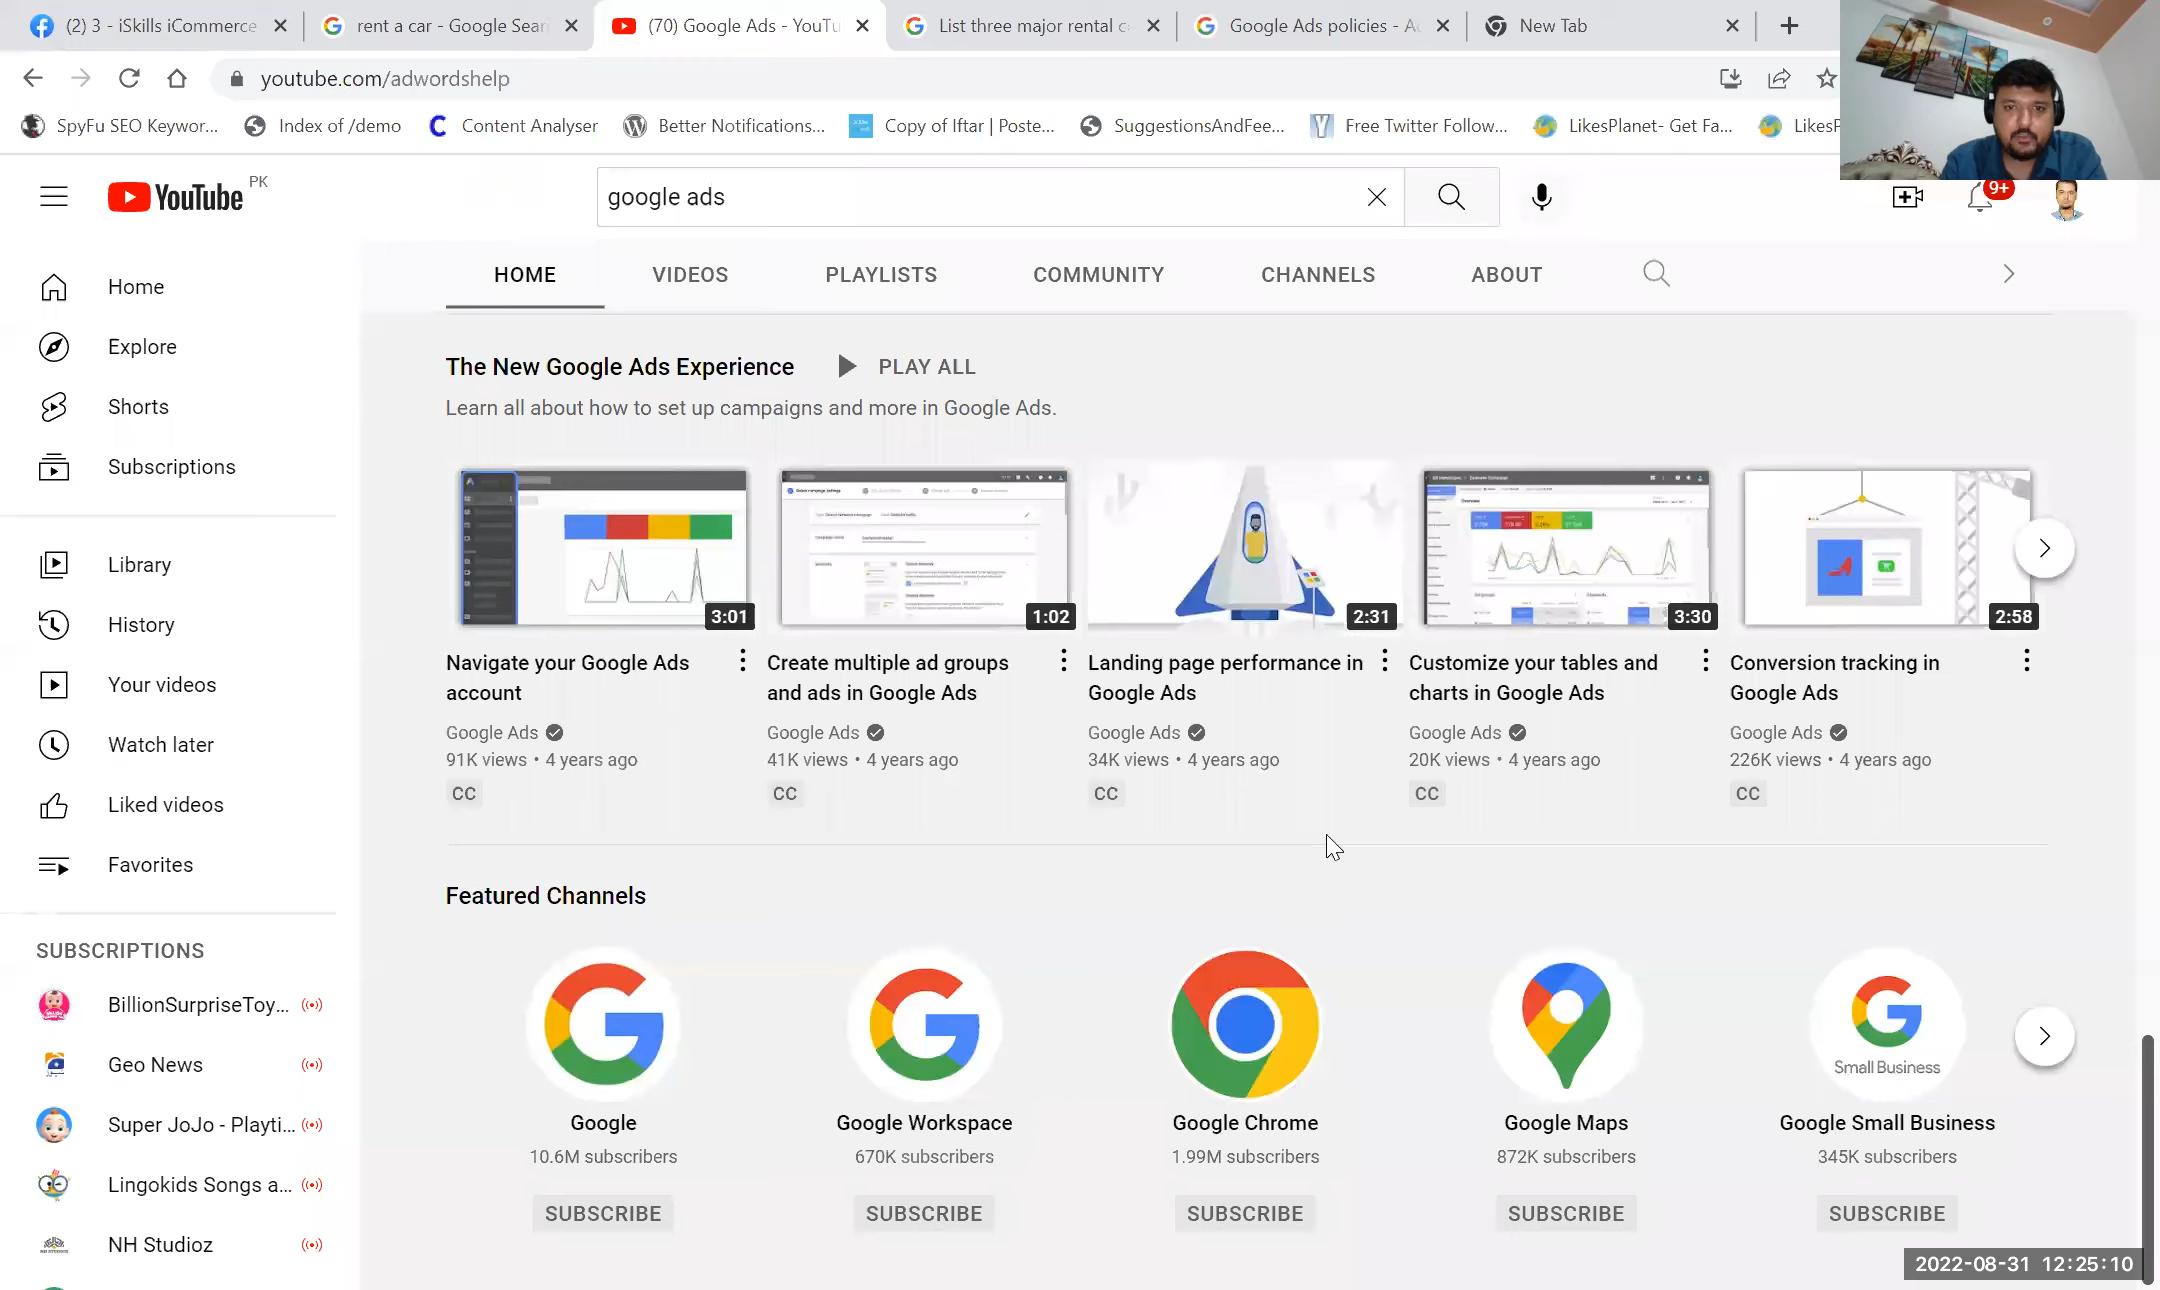 (2) 3 - iSkills iCommerce
rent a car - Google Sear
(70) Google Ads - YouTu
List three major rental c
Google Ads policies - A
New Tab
youtube.com/adwordshelp
SpyFu SEO Keywor...
Index of /demo
Content Analyser
Better Notifications...
Copy of Iftar | Poste...
SuggestionsAndFee...
Free Twitter Follow...
LikesPlanet- Get Fa...
LikesP
YouTube PK
google ads
9+
HOME
VIDEOS
PLAYLISTS
COMMUNITY
CHANNELS
ABOUT
Home
Explore
Shorts
Subscriptions
Library
History
Your videos
Watch later
Liked videos
Favorites
SUBSCRIPTIONS
BillionSurpriseToy...
Geo News
Super JoJo - Playti...
Lingokids Songs a...
NH Studioz
The New Google Ads Experience
PLAY ALL
Learn all about how to set up campaigns and more in Google Ads.
3:01
1:02
2:31
3:30
2:58
Navigate your Google Ads
account
Google Ads
91K views • 4 years ago
CC
Create multiple ad groups
and ads in Google Ads
Google Ads
41K views • 4 years ago
CC
Landing page performance in
Google Ads
Google Ads
34K views • 4 years ago
CC
Customize your tables and
charts in Google Ads
Google Ads
20K views • 4 years ago
CC
Conversion tracking in
Google Ads
Google Ads
226K views • 4 years ago
CC
Featured Channels
Google
10.6M subscribers
SUBSCRIBE
Google Workspace
670K subscribers
SUBSCRIBE
Google Chrome
1.99M subscribers
SUBSCRIBE
Google Maps
872K subscribers
SUBSCRIBE
Small Business
Google Small Business
345K subscribers
SUBSCRIBE
2022-08-31 12:25:10